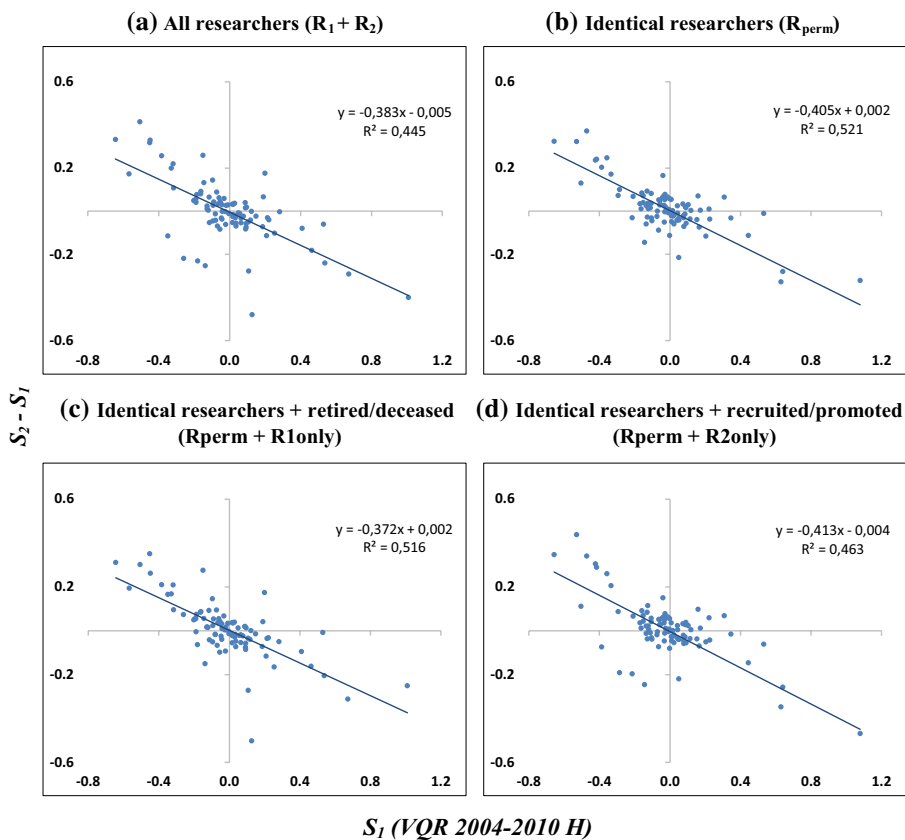 (a) All researchers (R1 + R2)
0.6
0.2
-0.2
-0.6
-0.8 -0.4 0.0 0.4 0.8 1.2
y = -0,383x - 0,005
R² = 0,445
(b) Identical researchers (Rperm)
0.6
0.2
-0.2
-0.6
-0.8 -0.4 0.0 0.4 0.8 1.2
y = -0,405x + 0,002
R² = 0,521
S2 - S1
(c) Identical researchers + retired/deceased
(Rperm + R1only)
0.6
0.2
-0.2
-0.6
-0.8 -0.4 0.0 0.4 0.8 1.2
y = -0,372x + 0,002
R² = 0,516
(d) Identical researchers + recruited/promoted
(Rperm + R2only)
0.6
0.2
-0.2
-0.6
-0.8 -0.4 0.0 0.4 0.8 1.2
y = -0,413x - 0,004
R² = 0,463
S1 (VQR 2004-2010 H)